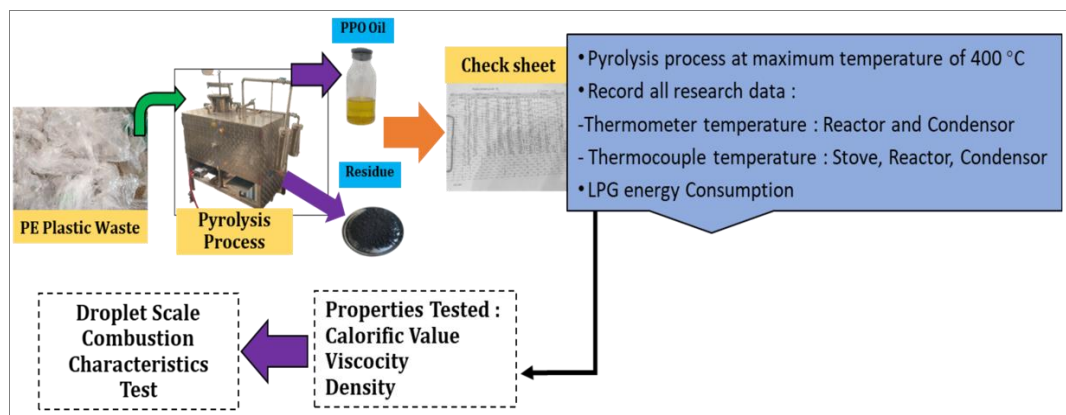 PPO Oil
Check sheet
Residue
PE Plastic Waste
Pyrolysis
Process
•Pyrolysis process at maximum temperature of 400 °C
•Record all research data :
-Thermometer temperature : Reactor and Condensor
- Thermocouple temperature : Stove, Reactor, Condensor
•LPG energy Consumption
Droplet Scale
Combustion
Characteristics
Test
Properties Tested :
Calorific Value
Viscocity
Density